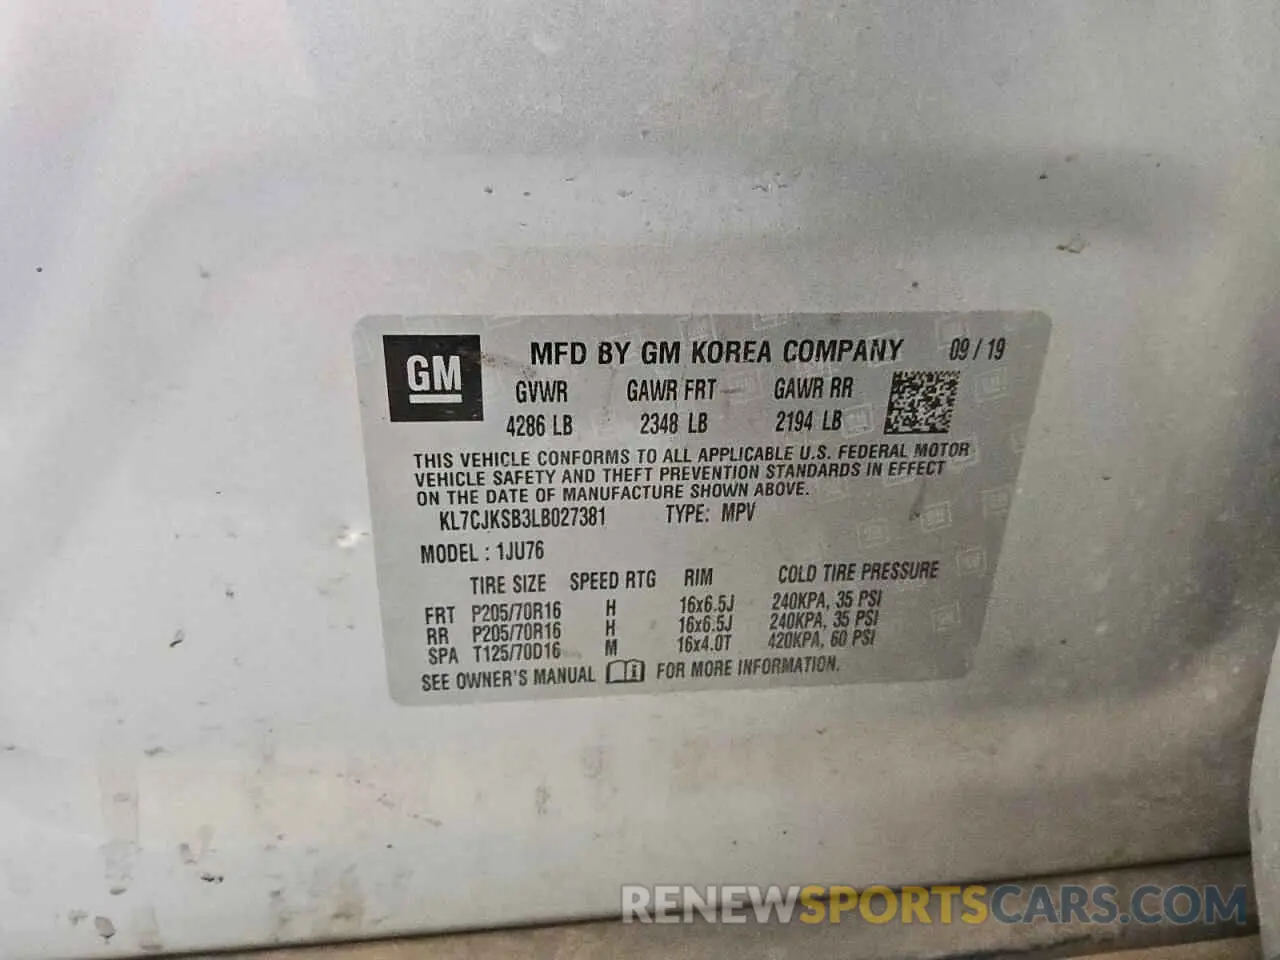 GM
MFD BY GM KOREA COMPANY 09 / 19
GVWR GAWR FRT GAWR RR
4286 LB 2348 LB 2194 LB
THIS VEHICLE CONFORMS TO ALL APPLICABLE U.S. FEDERAL MOTOR
VEHICLE SAFETY AND THEFT PREVENTION STANDARDS IN EFFECT
ON THE DATE OF MANUFACTURE SHOWN ABOVE.
KL7CJKSB3LB027381 TYPE: MPV
MODEL : 1JU76
TIRE SIZE SPEED RTG RIM COLD TIRE PRESSURE
FRT P205/70R16 H 16x6.5J 240KPA, 35 PSI
RR P205/70R16 H 16x6.5J 240KPA, 35 PSI
SPA T125/70D16 M 16x4.0T 420KPA, 60 PSI
SEE OWNER'S MANUAL FOR MORE INFORMATION.
RENEWSPORTSCARS.COM